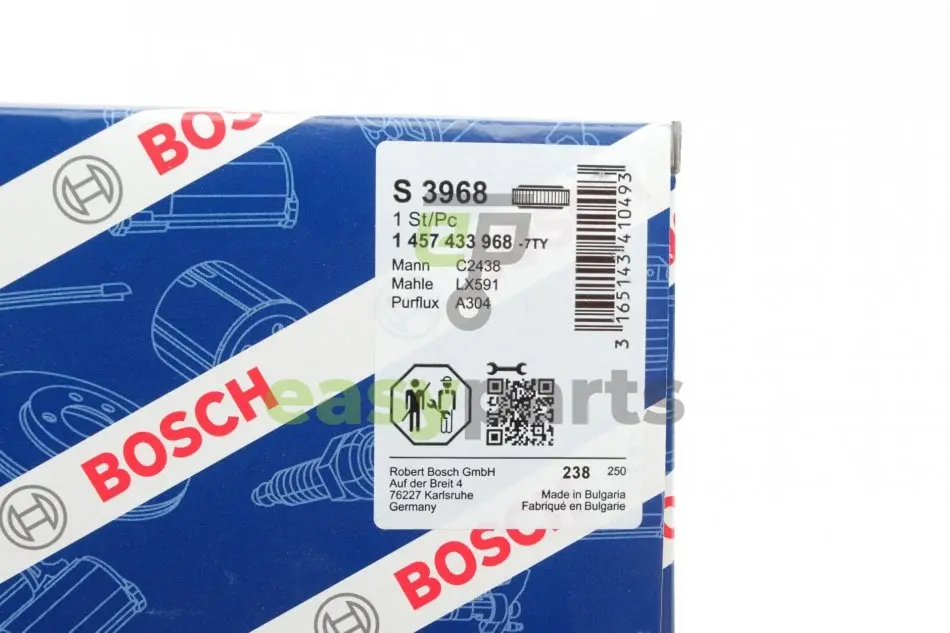 BOSCH
S 3968
1 St/Pc
1 457 433 968 -7TY
Mann C2438
Mahle LX591
Purflux A304
3 165143 410493
easyparts
BOSCH
Robert Bosch GmbH
Auf der Breit 4
76227 Karlsruhe
Germany
238 250
Made in Bulgaria
Fabriqué en Bulgarie
BOSCH